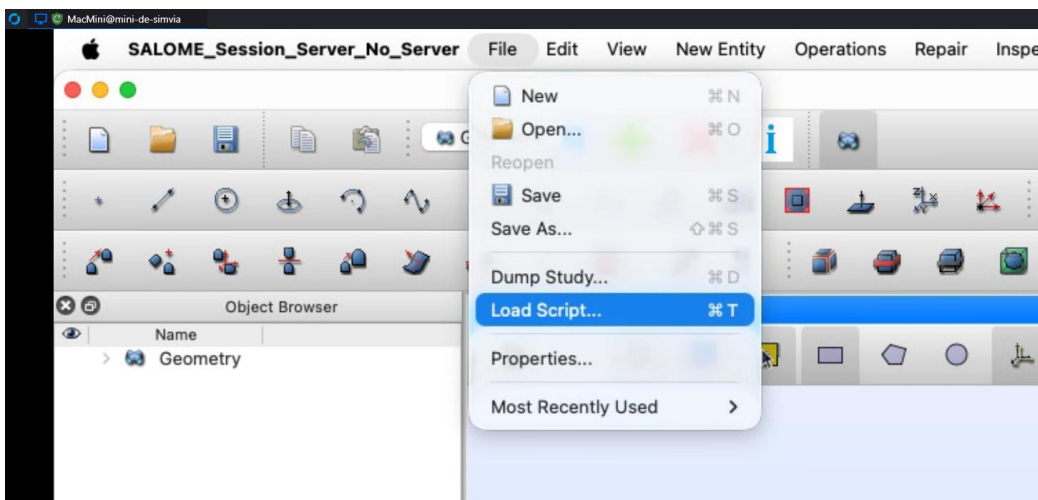 MacMini@mini-de-simvia
SALOME_Session_Server_No_Server File Edit View New Entity Operations Repair
New ⌘ N
Open... ⌘ O
Reopen
Save ⌘ S
Save As... ⇧ ⌘ S
Dump Study... ⌘ D
Load Script... ⌘ T
Properties...
Most Recently Used
Object Browser
Name
Geometry